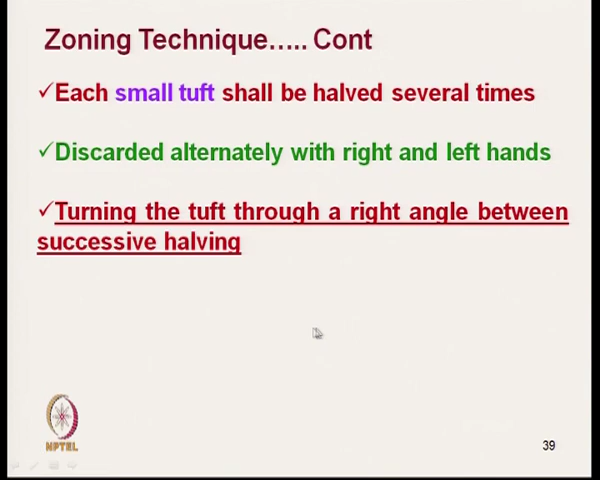 Zoning Technique….. Cont
✓Each small tuft shall be halved several times
✓Discarded alternately with right and left hands
✓Turning the tuft through a right angle between
successive halving
NPTEL
39